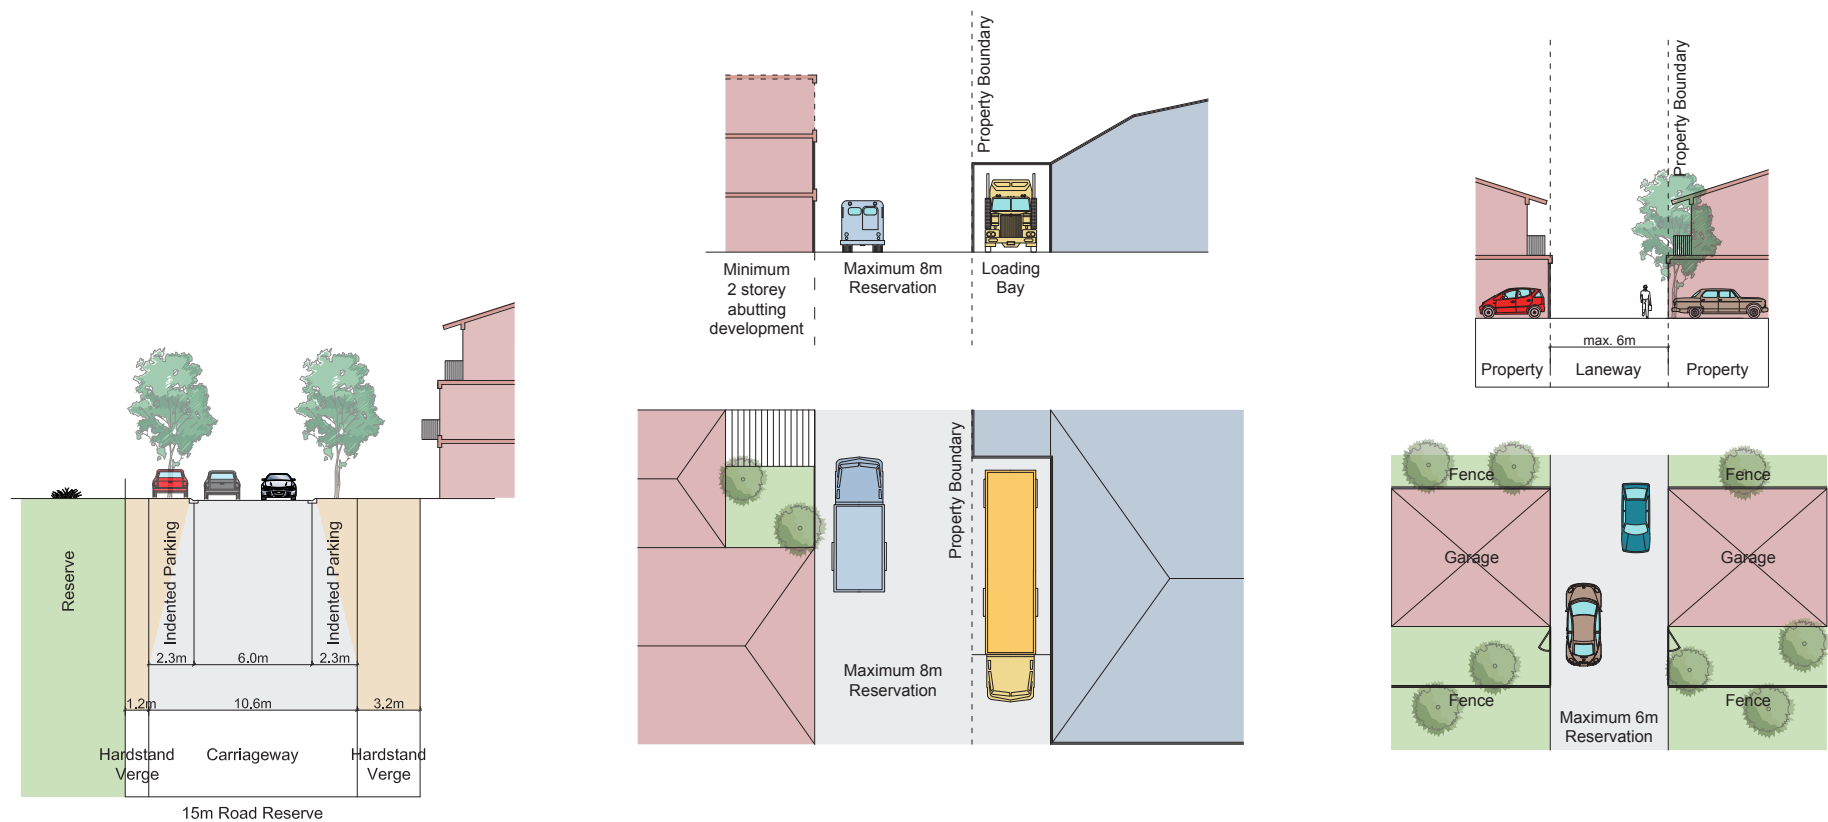 Reserve
Indented Parking
Indented Parking
2.3m
6.0m
2.3m
1.2m
10.6m
3.2m
Hardstand
Verge
Carriageway
Hardstand
Verge
15m Road Reserve
Property Boundary
Minimum
2 storey
abutting
development
Maximum 8m
Reservation
Loading
Bay
Property Boundary
Maximum 8m
Reservation
Property Boundary
max. 6m
Property
Laneway
Property
Fence
Fence
Garage
Garage
Fence
Fence
Maximum 6m
Reservation